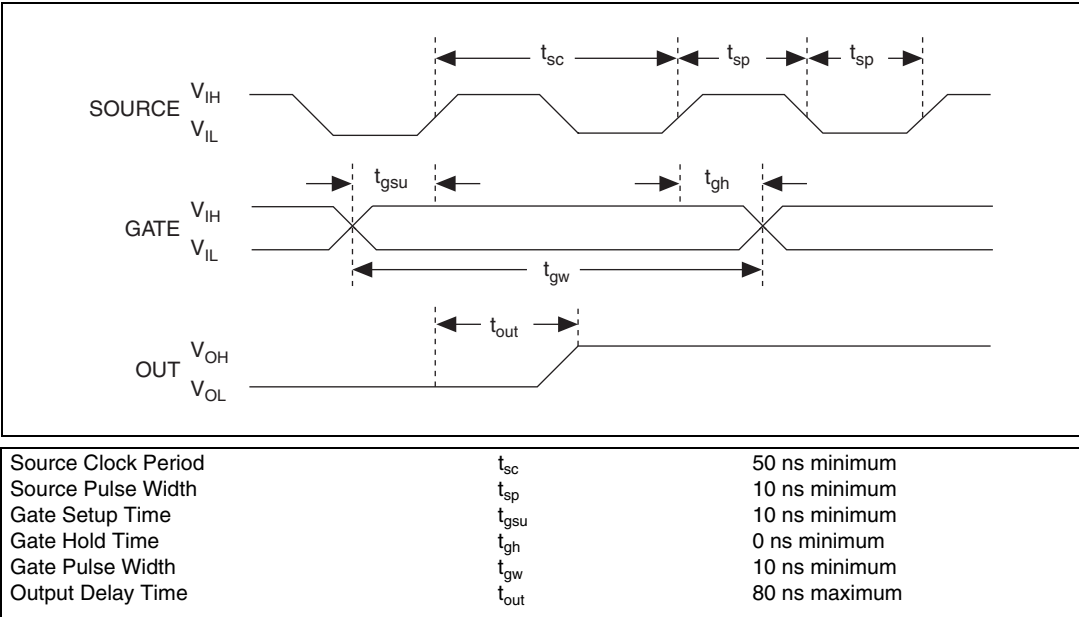 t_sc t_sp t_sp
SOURCE V_IH
V_IL
t_gsu t_gh
GATE V_IH
V_IL
t_gw
t_out
OUT V_OH
V_OL
Source Clock Period t_sc 50 ns minimum
Source Pulse Width t_sp 10 ns minimum
Gate Setup Time t_gsu 10 ns minimum
Gate Hold Time t_gh 0 ns minimum
Gate Pulse Width t_gw 10 ns minimum
Output Delay Time t_out 80 ns maximum